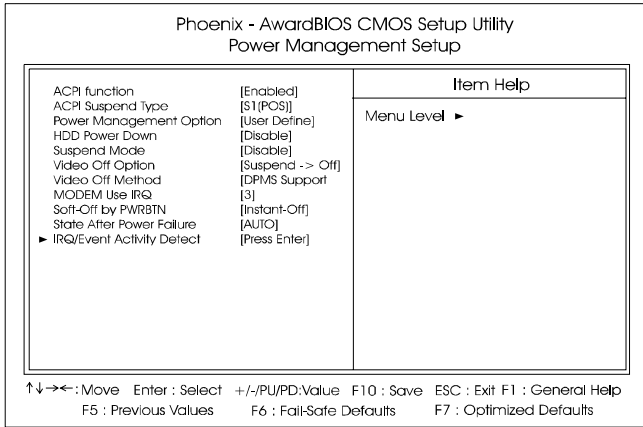 Phoenix - AwardBIOS CMOS Setup Utility
Power Management Setup
ACPI function [Enabled]
ACPI Suspend Type [S1(POS)]
Power Management Option [User Define]
HDD Power Down [Disable]
Suspend Mode [Disable]
Video Off Option [Suspend -> Off]
Video Off Method [DPMS Support
MODEM Use IRQ [3]
Soft-Off by PWRBTN [Instant-Off]
State After Power Failure [AUTO]
► IRQ/Event Activity Detect [Press Enter]
Item Help
Menu Level ►
↑↓→←: Move Enter : Select +/-/PU/PD:Value F10 : Save ESC : Exit F1 : General Help
F5 : Previous Values F6 : Fail-Safe Defaults F7 : Optimized Defaults